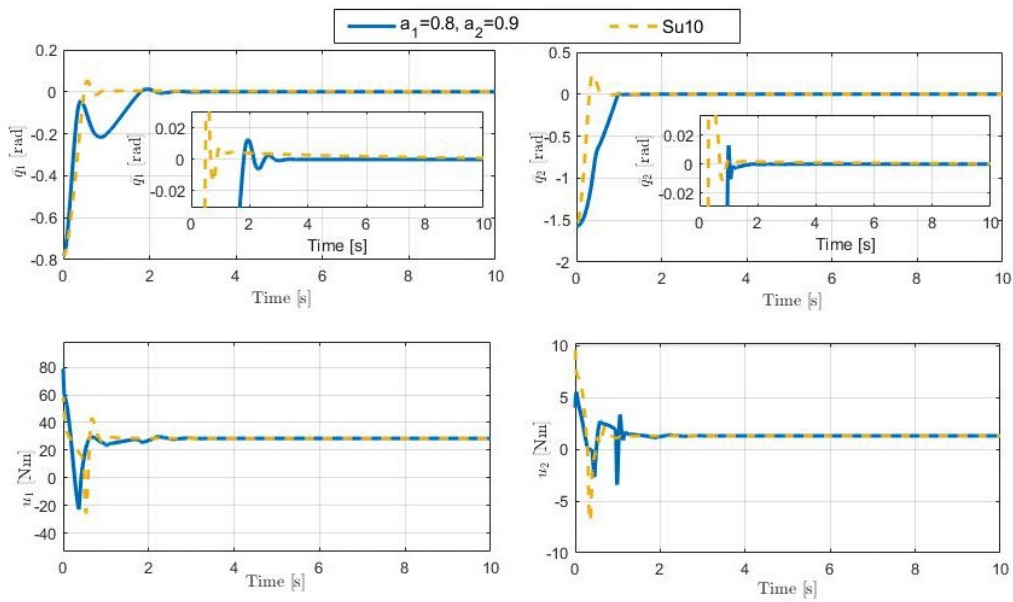 a₁=0.8, a₂=0.9 Su10
0.2
0
-0.2
-0.4
-0.6
-0.8
q̃₁ [rad]
0 2 4 6 8 10
Time [s]
0.02
0
-0.02
q̃₁ [rad]
0 2 4 6 8 10
Time [s]
0.5
0
-0.5
-1
-1.5
-2
q̃₂ [rad]
0 2 4 6 8 10
Time [s]
0.02
0
-0.02
q̃₂ [rad]
0 2 4 6 8 10
Time [s]
80
60
40
20
0
-20
-40
u₁ [Nm]
0 2 4 6 8 10
Time [s]
10
5
0
-5
-10
u₂ [Nm]
0 2 4 6 8 10
Time [s]